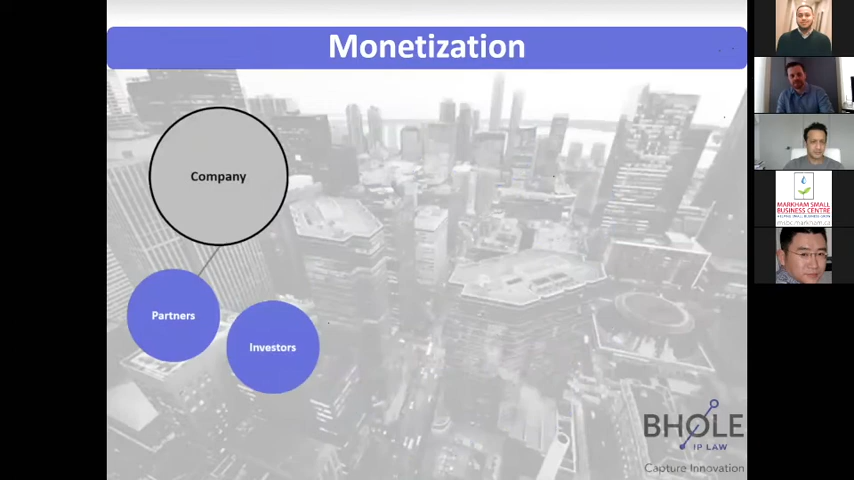 Monetization
Company
Partners
Investors
BHOLE
IP LAW
Capture Innovation
MARKHAM SMALL
BUSINESS CENTRE